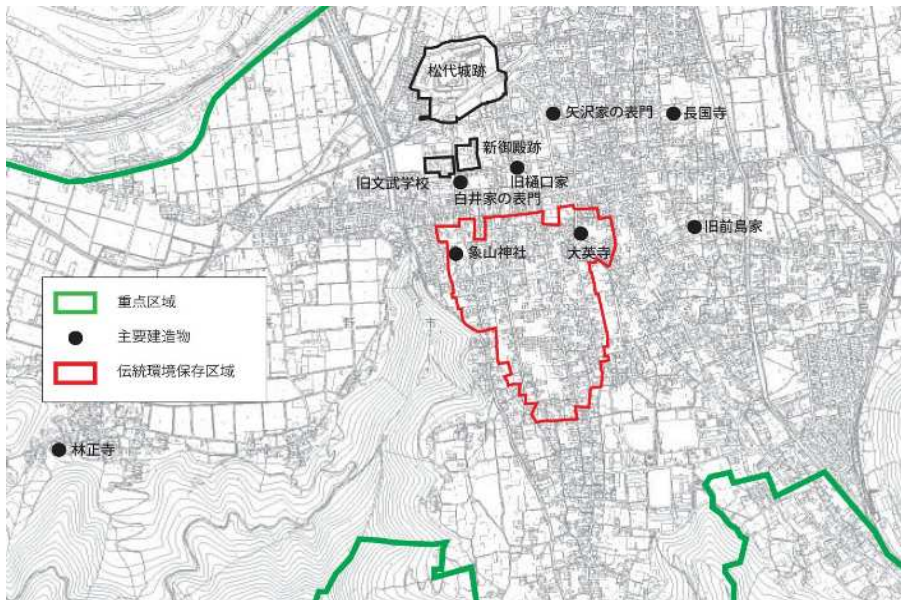 松代城跡
矢沢家の表門
長国寺
新御殿跡
旧文武学校
旧樋口家
白井家の表門
旧前島家
象山神社
大英寺
重点区域
主要建造物
伝統環境保存区域
市
林正寺